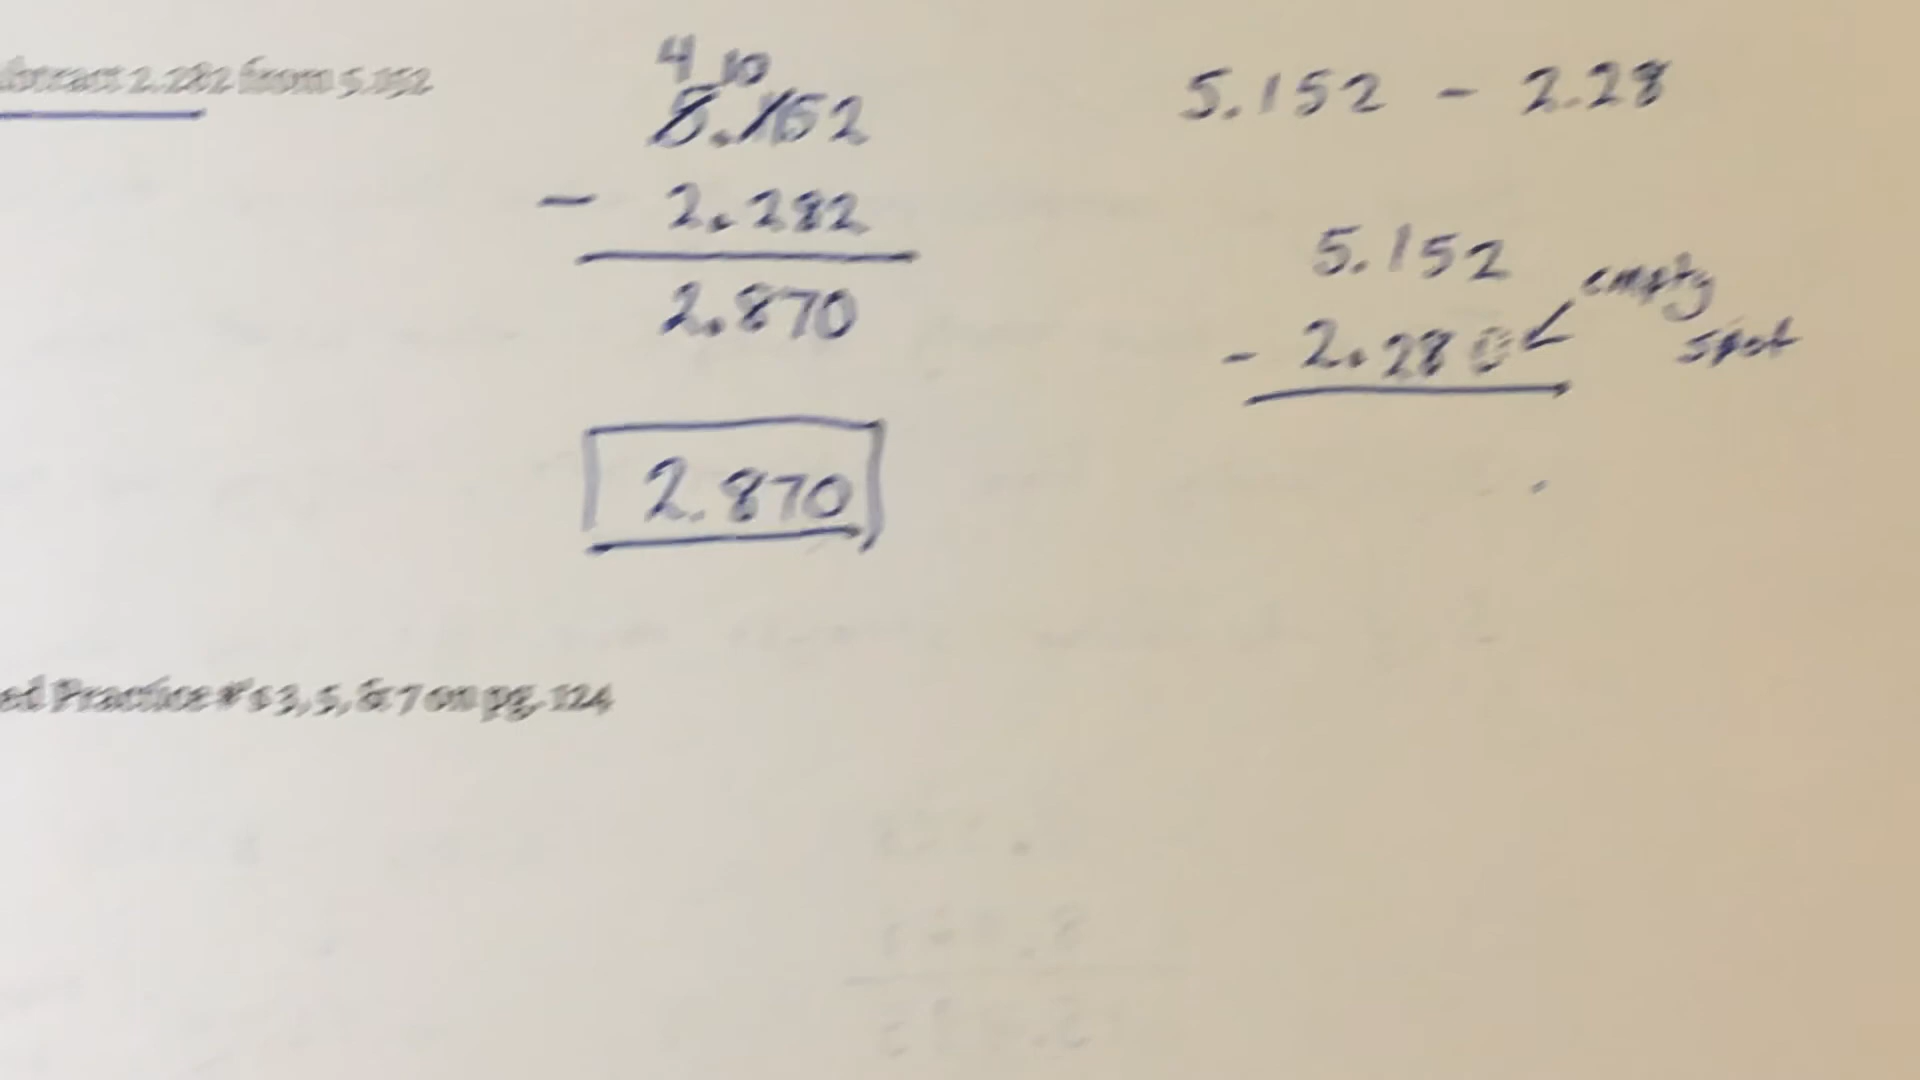 2.282 from 5.152
4 10
5.152
- 2.282
2.870
2.870
5.152 - 2.28
5.152
- 2.280
empty
spot
Practice #'s 3, 5, & 7 on pg. 124